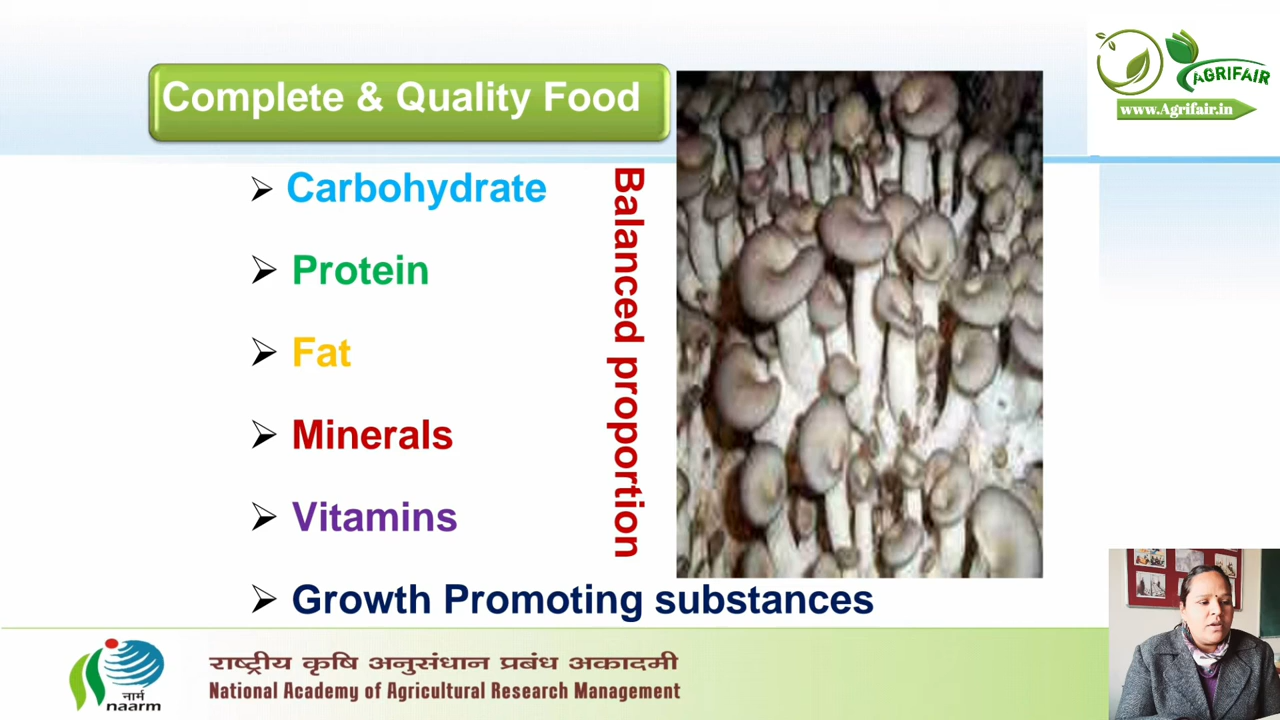 Complete & Quality Food
AGRIFAIR
www.Agrifair.in
Carbohydrate
Protein
Fat
Minerals
Vitamins
Growth Promoting substances
Balanced proportion
नार्म
naarm
राष्ट्रीय कृषि अनुसंधान प्रबंध अकादमी
National Academy of Agricultural Research Management